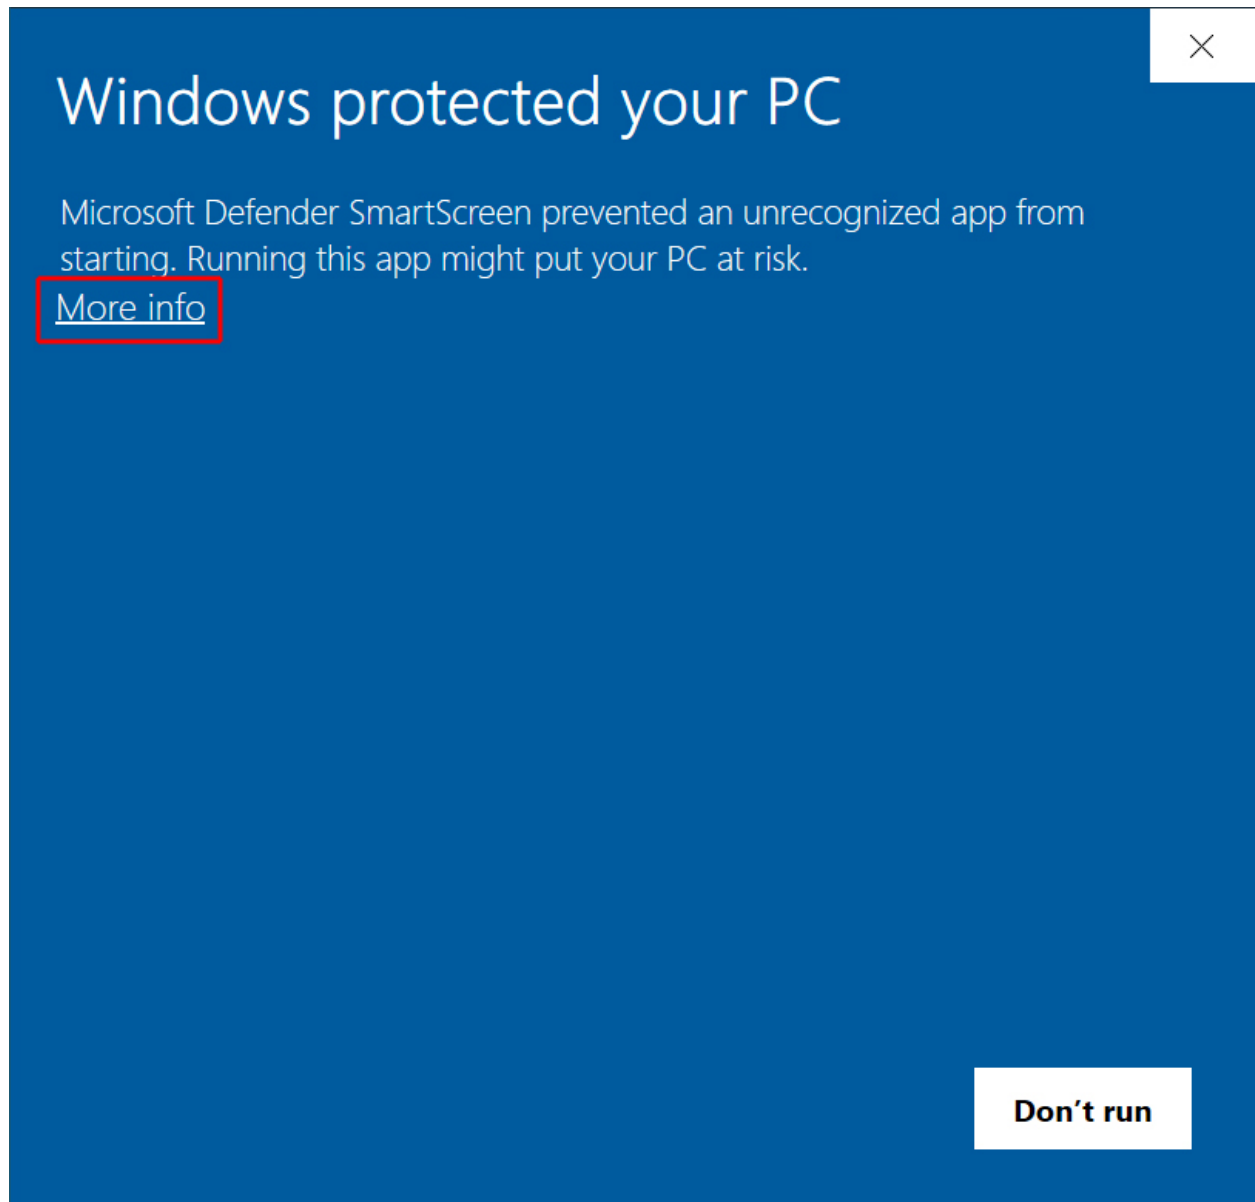 Windows protected your PC
Microsoft Defender SmartScreen prevented an unrecognized app from
starting. Running this app might put your PC at risk.
More info
Don’t run